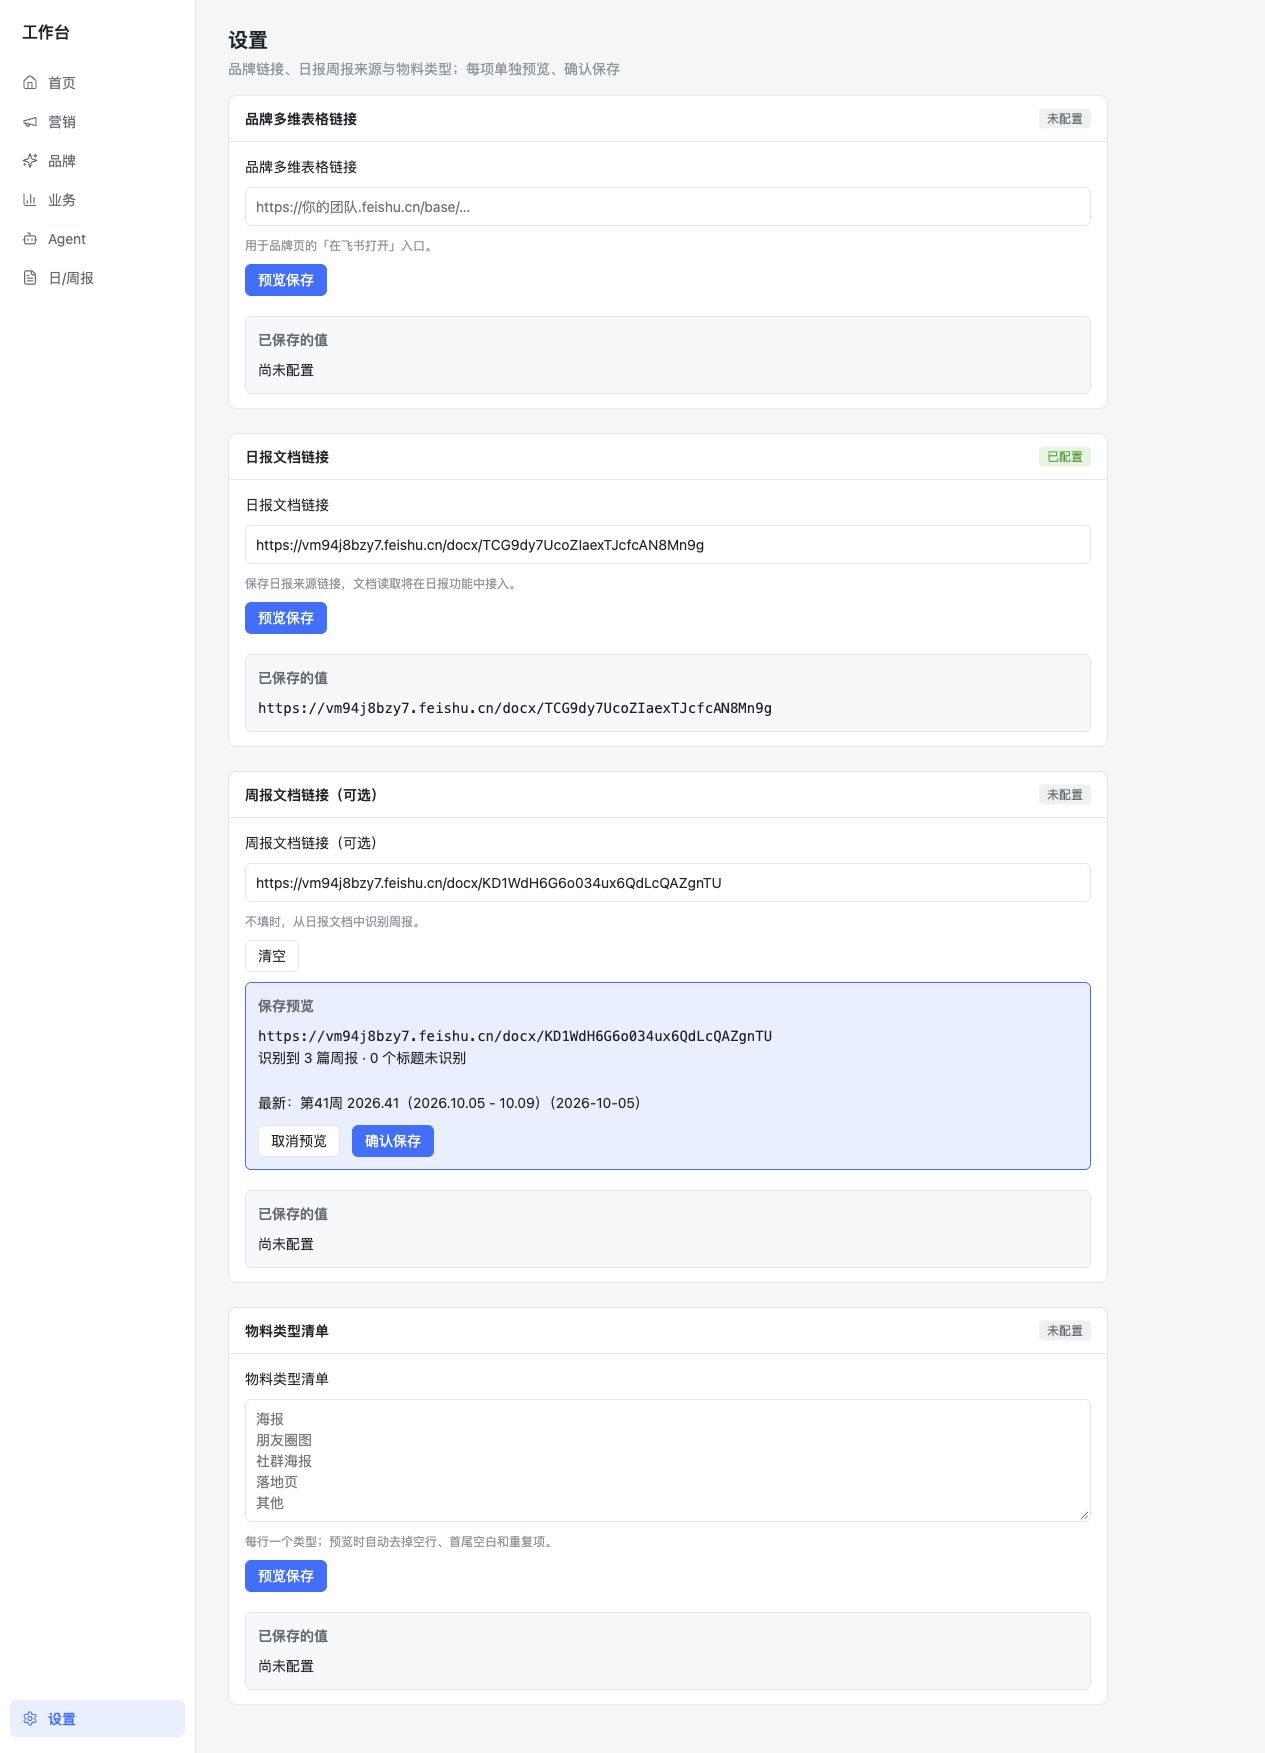 工作台
首页
营销
品牌
业务
Agent
日/周报
设置
设置
品牌链接、日报周报来源与物料类型；每项单独预览、确认保存
品牌多维表格链接
未配置
品牌多维表格链接
https://你的团队.feishu.cn/base/...
用于品牌页的「在飞书打开」入口。
预览保存
已保存的值
尚未配置
日报文档链接
已配置
日报文档链接
https://vm94j8bzy7.feishu.cn/docx/TCG9dy7UcoZIaexTJcfcAN8Mn9g
保存日报来源链接，文档读取将在日报功能中接入。
预览保存
已保存的值
https://vm94j8bzy7.feishu.cn/docx/TCG9dy7UcoZIaexTJcfcAN8Mn9g
周报文档链接（可选）
未配置
周报文档链接（可选）
https://vm94j8bzy7.feishu.cn/docx/KD1WdH6G6o034ux6QdLcQAZgnTU
不填时，从日报文档中识别周报。
清空
保存预览
https://vm94j8bzy7.feishu.cn/docx/KD1WdH6G6o034ux6QdLcQAZgnTU
识别到 3 篇周报 · 0 个标题未识别
最新：第41周 2026.41（2026.10.05 - 10.09）（2026-10-05）
取消预览
确认保存
已保存的值
尚未配置
物料类型清单
未配置
物料类型清单
海报
朋友圈图
社群海报
落地页
其他
每行一个类型；预览时自动去掉空行、首尾空白和重复项。
预览保存
已保存的值
尚未配置